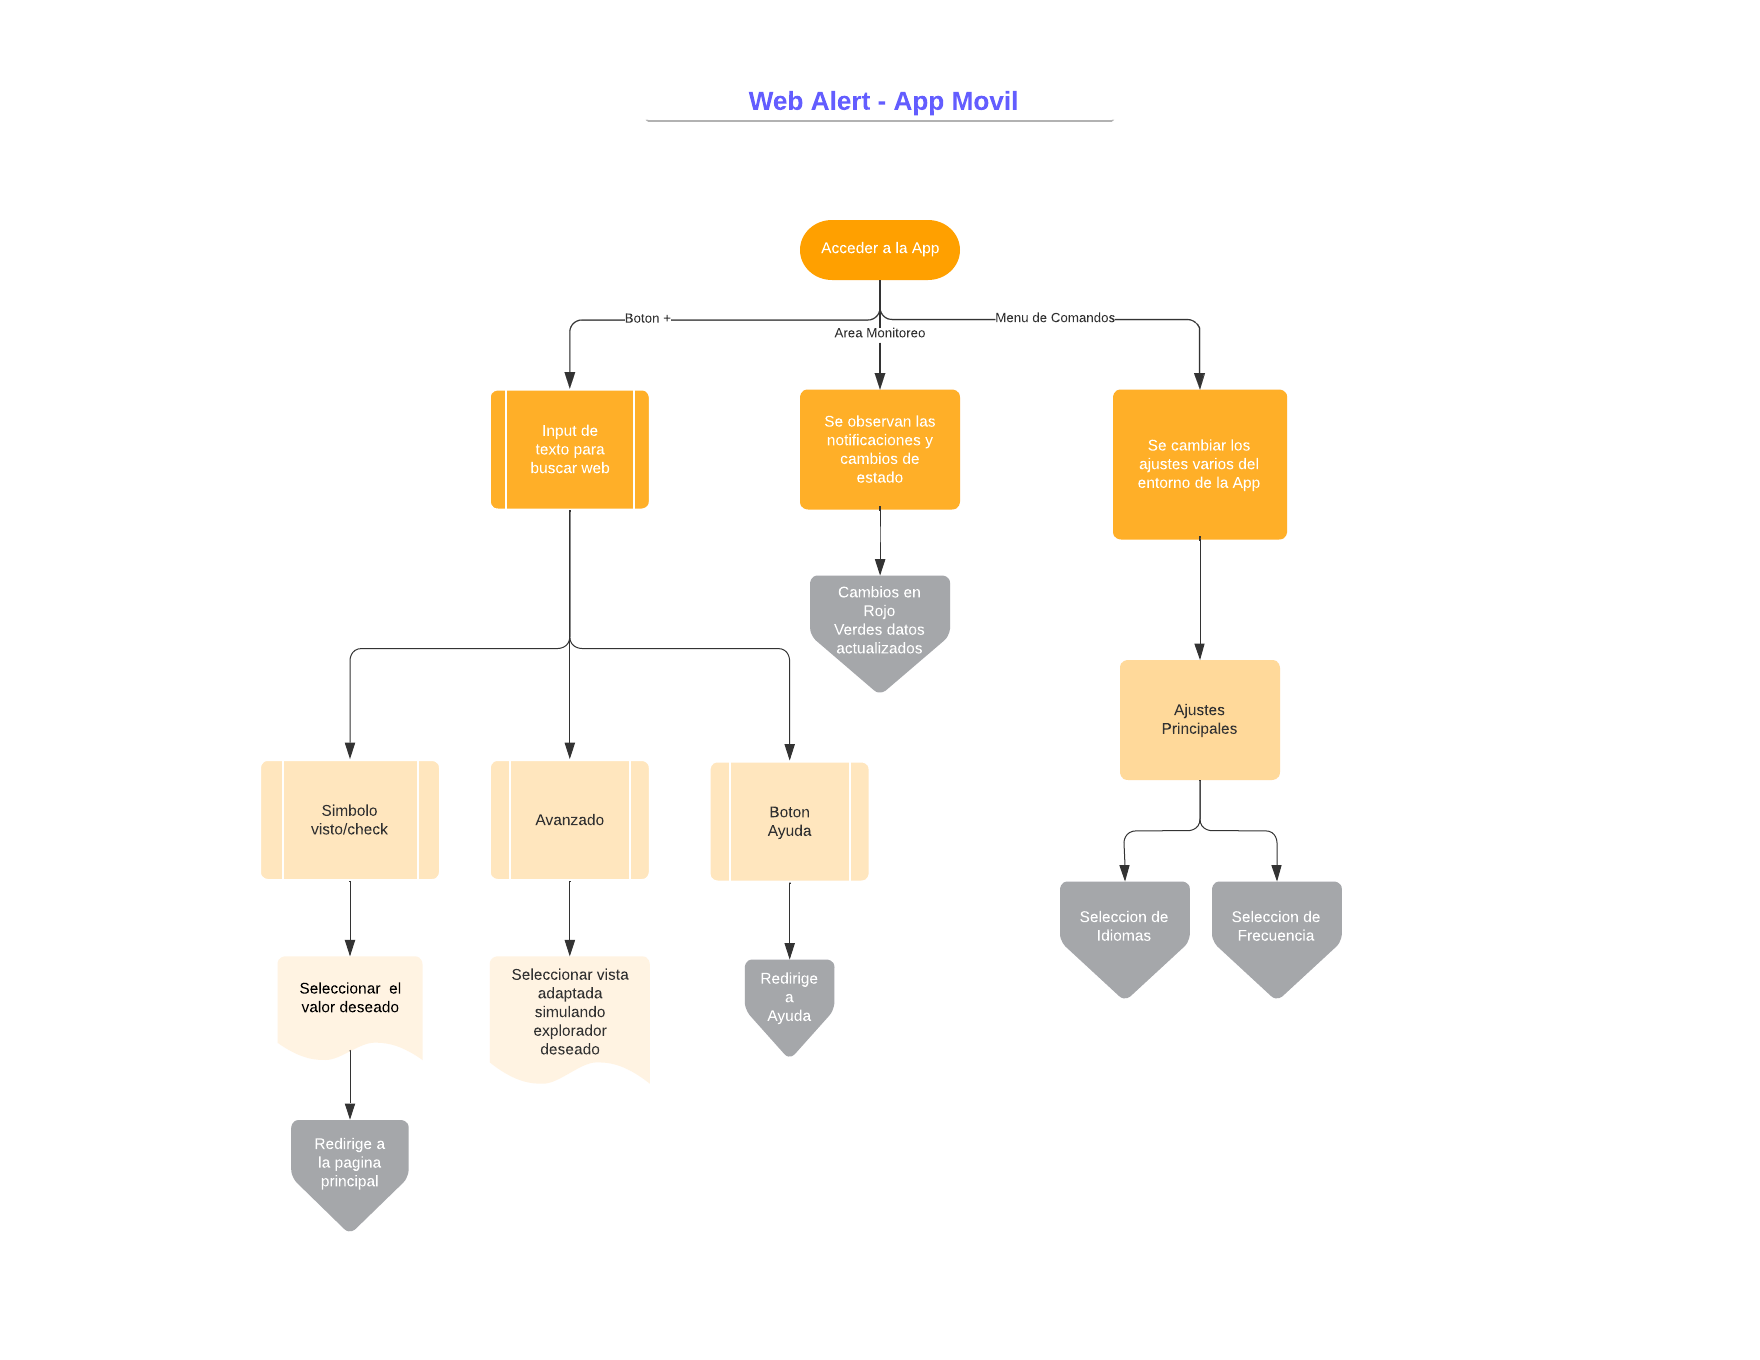 Web Alert - App Movil
Acceder a la App
Boton +
Area Monitoreo
Menu de Comandos
Input de
texto para
buscar web
Se observan las
notificaciones y
cambios de
estado
Se cambiar los
ajustes varios del
entorno de la App
Cambios en
Rojo
Verdes datos
actualizados
Ajustes
Principales
Simbolo
visto/check
Avanzado
Boton
Ayuda
Seleccion de
Idiomas
Seleccion de
Frecuencia
Seleccionar  el
valor deseado
Seleccionar vista
adaptada
simulando
explorador
deseado
Redirige
a
Ayuda
Redirige a
la pagina
principal